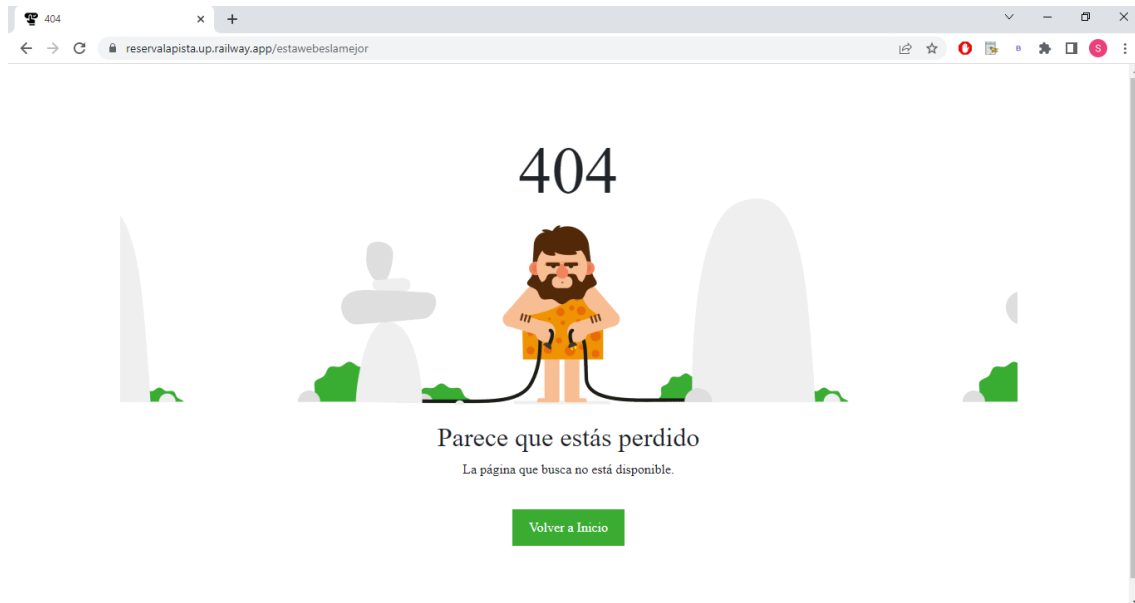 404
reservalapista.up.railway.app/estawebeslamejor
S
404
Parece que estás perdido
La página que busca no está disponible.
Volver a Inicio